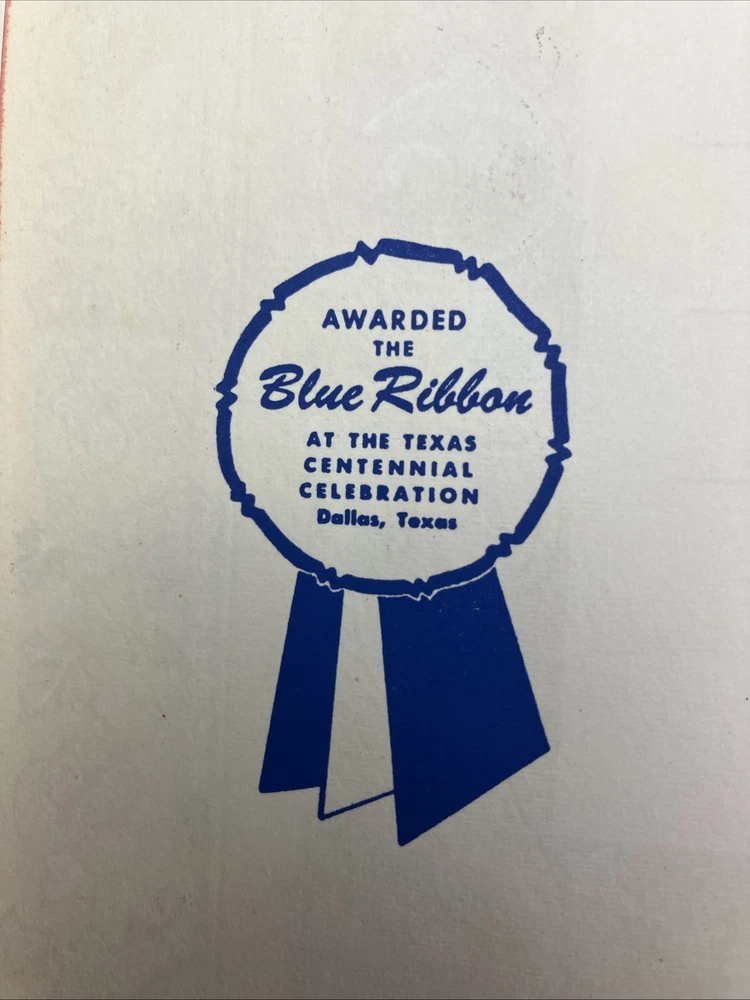 AWARDED
THE
Blue Ribbon
AT THE TEXAS
CENTENNIAL
CELEBRATION
Dallas, Texas